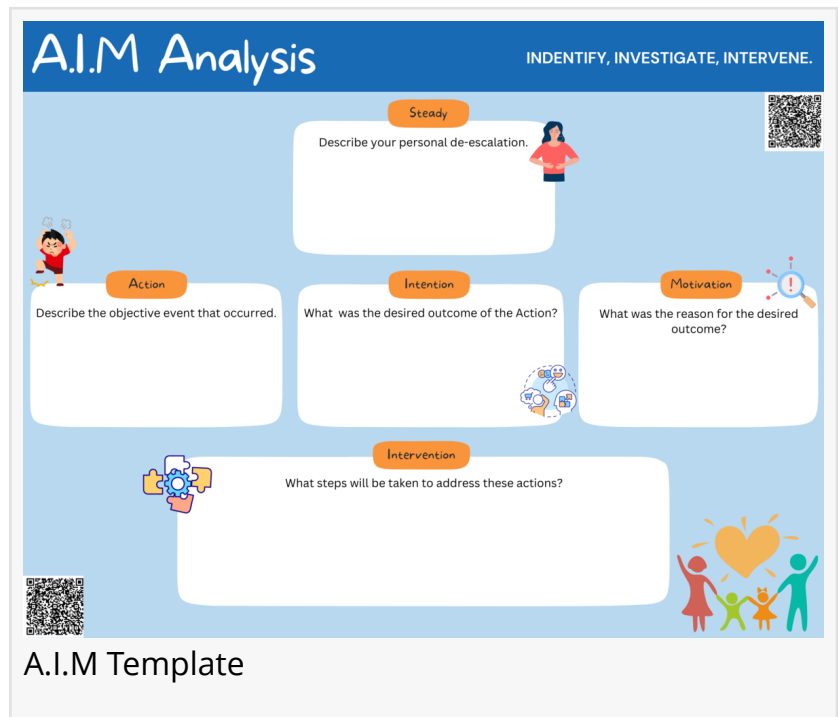 A.I.M Analysis
INDENTIFY, INVESTIGATE, INTERVENE.
Steady
Describe your personal de-escalation.
Action
Describe the objective event that occurred.
Intention
What was the desired outcome of the Action?
Motivation
What was the reason for the desired
outcome?
Intervention
What steps will be taken to address these actions?
A.I.M Template